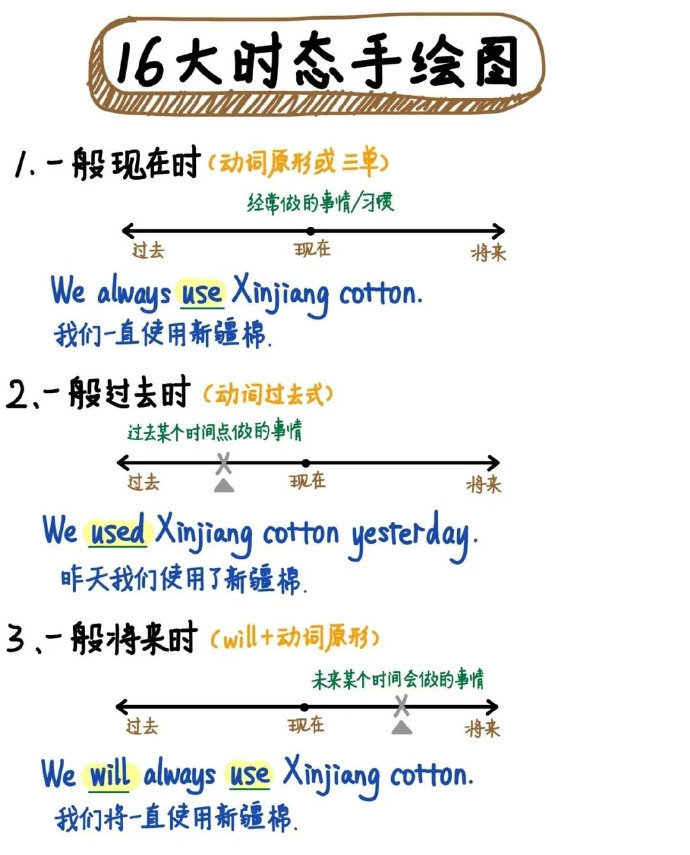 16大时态手绘图
1.一般现在时(动词原形或三单)
经常做的事情/习惯
过去 现在 将来
We always use Xinjiang cotton.
我们一直使用新疆棉.
2、一般过去时(动词过去式)
过去某个时间点做的事情
过去 现在 将来
We used Xinjiang cotton yesterday.
昨天我们使用了新疆棉.
3、一般将来时(will+动词原形)
未来某个时间会做的事情
过去 现在 将来
We will always use Xinjiang cotton.
我们将一直使用新疆棉.